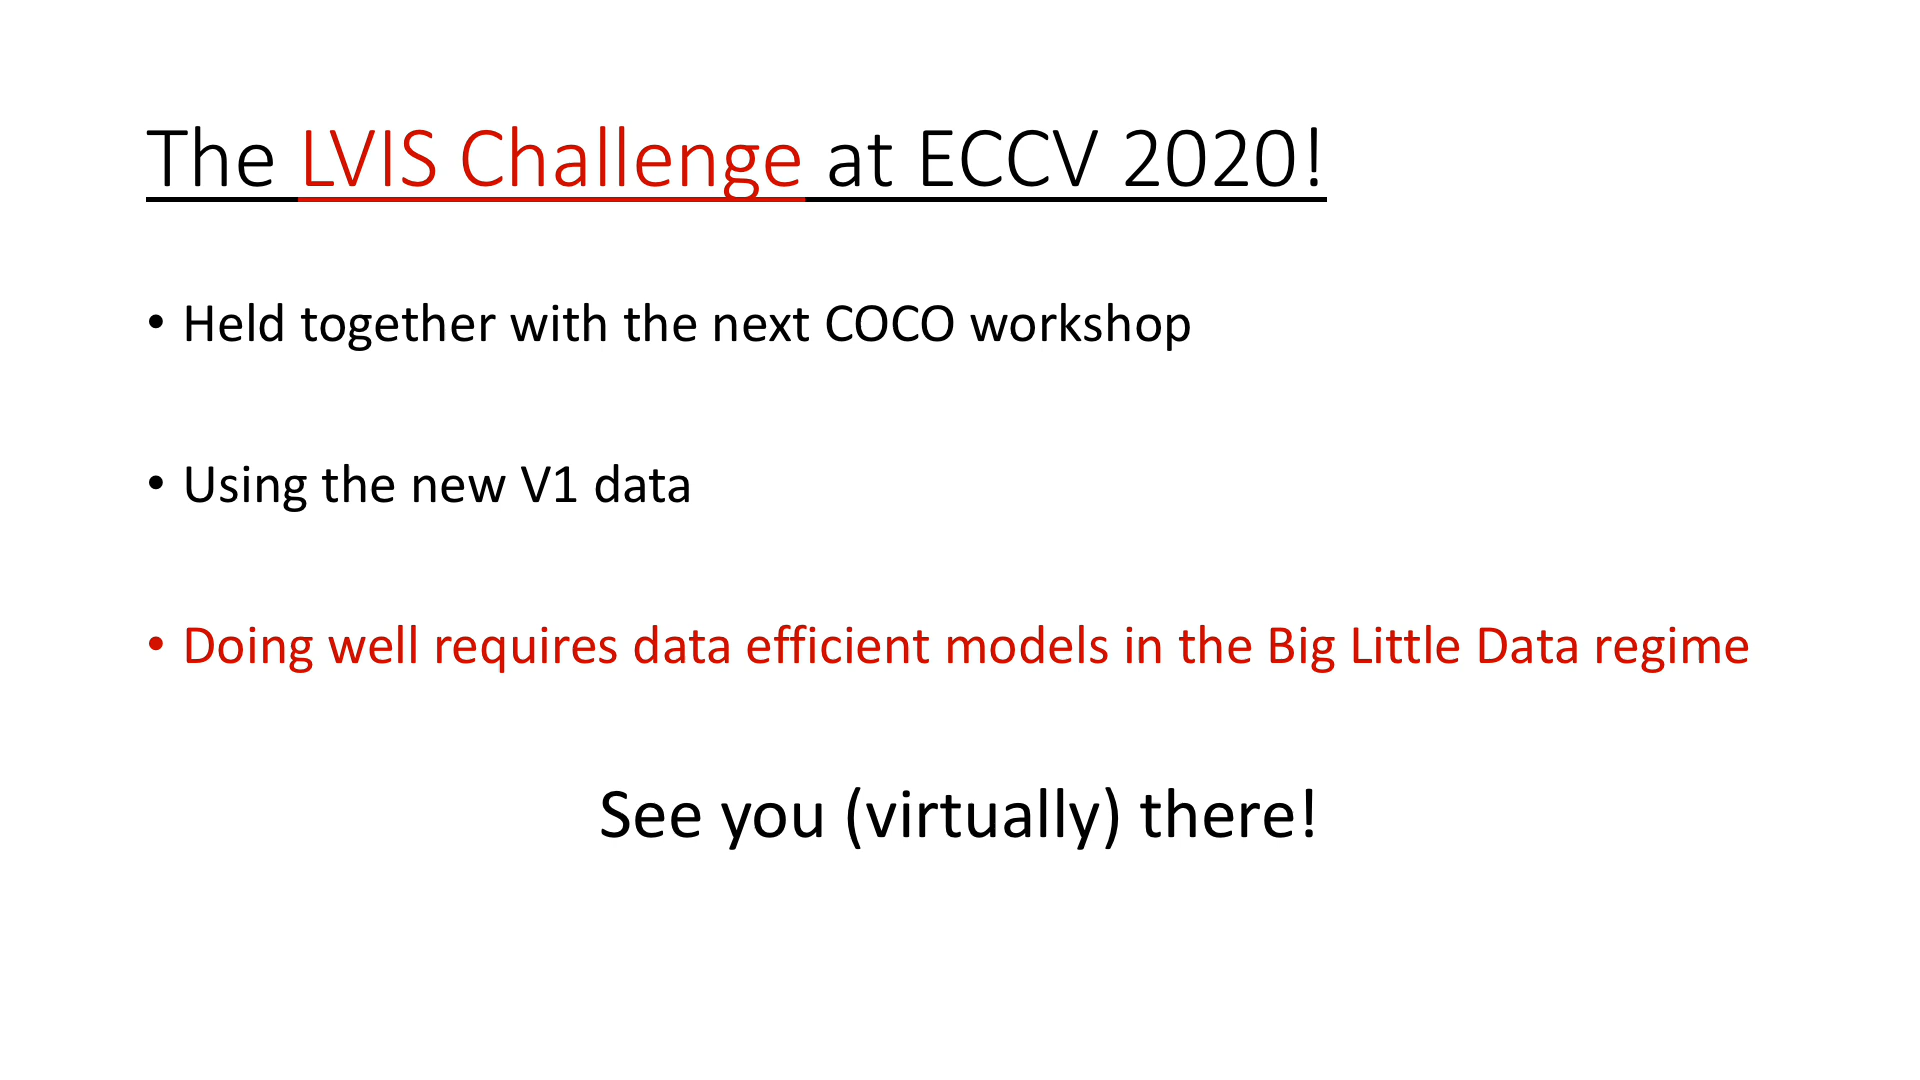 The LVIS Challenge at ECCV 2020!
• Held together with the next COCO workshop
• Using the new V1 data
• Doing well requires data efficient models in the Big Little Data regime
See you (virtually) there!